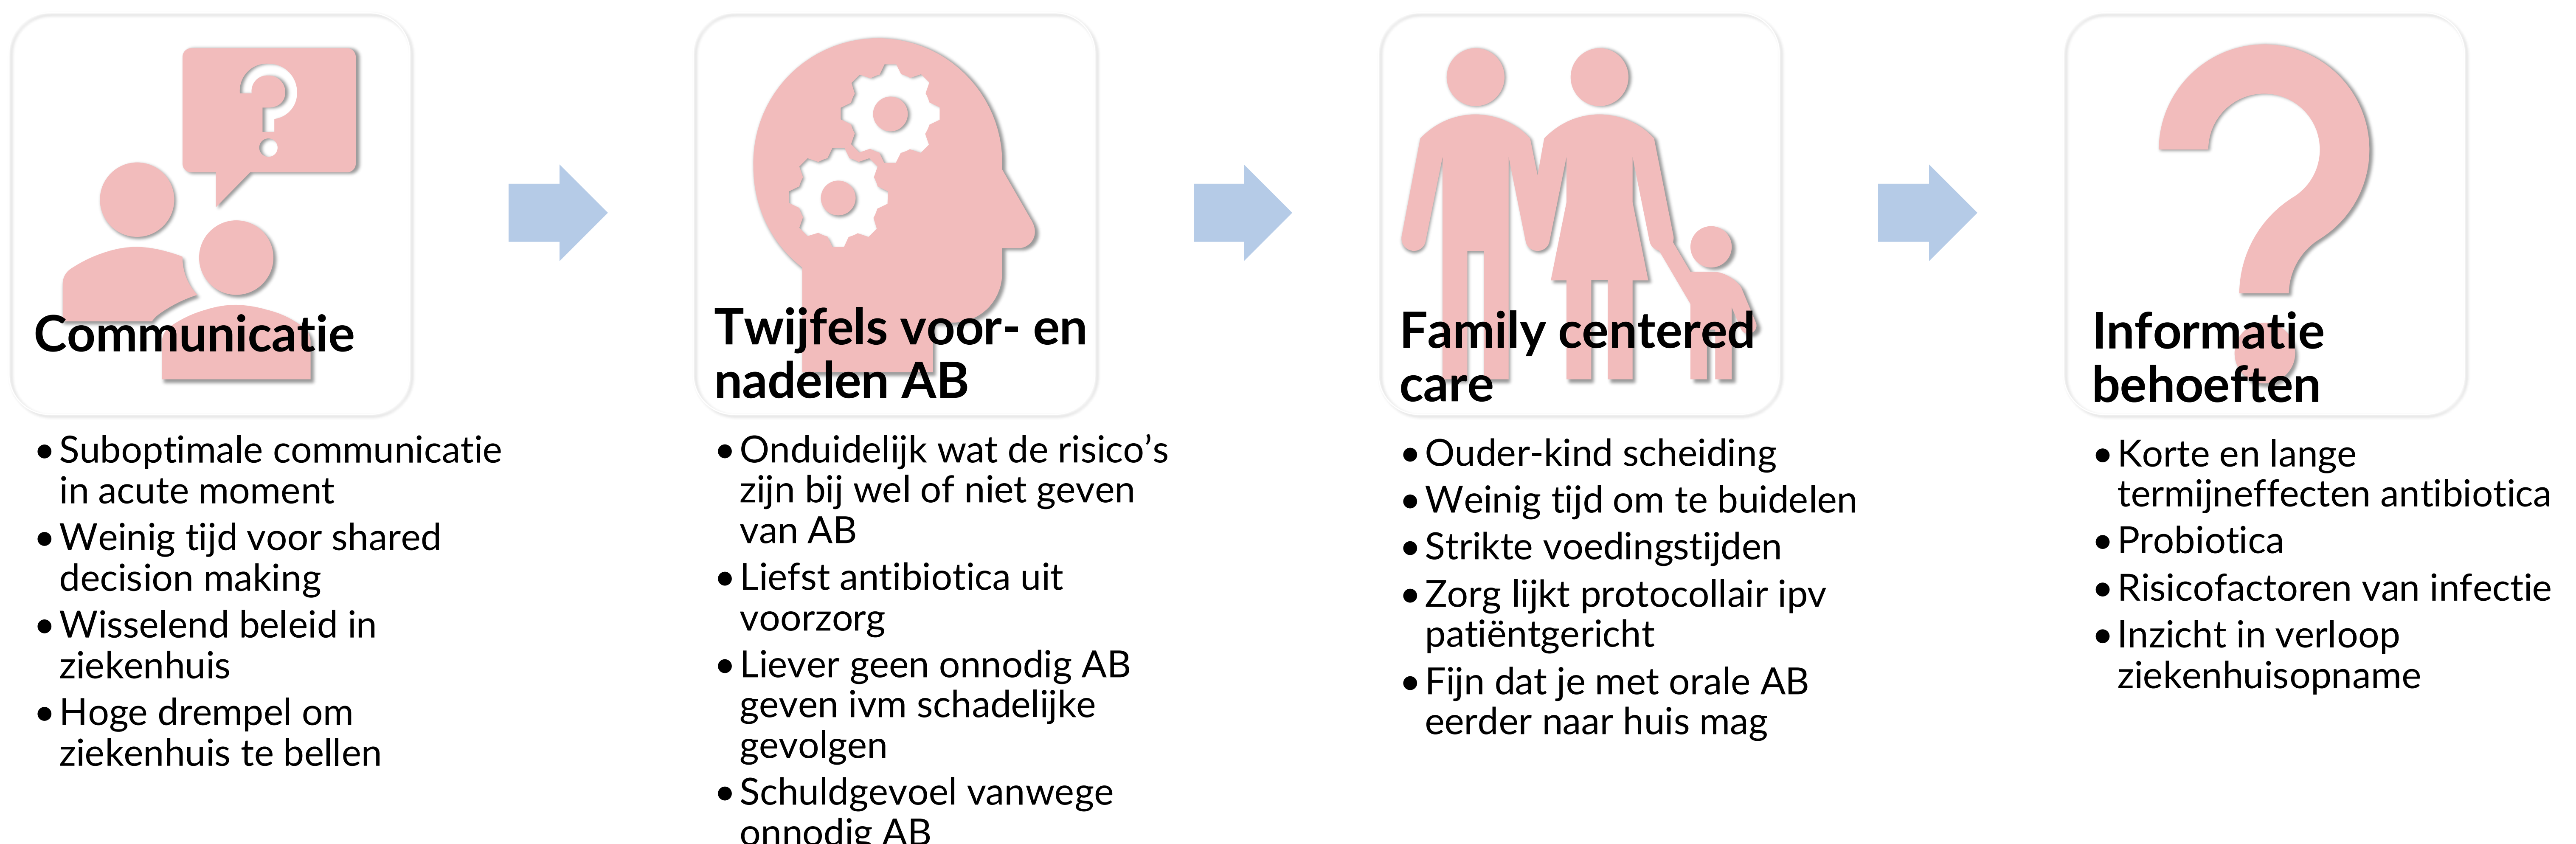 ?
Communicatie
• Suboptimale communicatie
in acute moment
• Weinig tijd voor shared
decision making
• Wisselend beleid in
ziekenhuis
• Hoge drempel om
ziekenhuis te bellen
Twijfels voor- en
nadelen AB
• Onduidelijk wat de risico’s
zijn bij wel of niet geven
van AB
• Liefst antibiotica uit
voorzorg
• Liever geen onnodig AB
geven ivm schadelijke
gevolgen
• Schuldgevoel vanwege
onnodig AB
Family centered
care
• Ouder-kind scheiding
• Weinig tijd om te buidelen
• Strikte voedingstijden
• Zorg lijkt protocollair ipv
patiëntgericht
• Fijn dat je met orale AB
eerder naar huis mag
?
Informatie
behoeften
• Korte en lange
termijneffecten antibiotica
• Probiotica
• Risicofactoren van infectie
• Inzicht in verloop
ziekenhuisopname